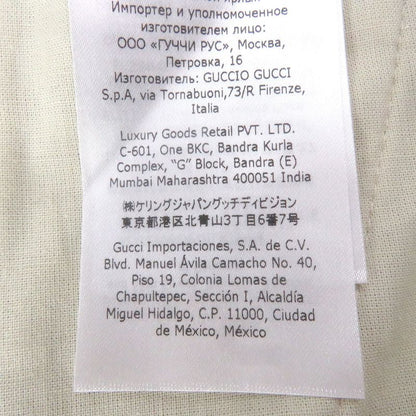 Импортер и уполномоченное
изготовителем лицо:
ООО «ГУЧЧИ РУС», Москва,
Петровка, 16
Изготовитель: GUCCIO GUCCI
S.p.A, via Tornabuoni,73/R Firenze,
Italia
Luxury Goods Retail PVT. LTD.
C-601, One BKC, Bandra Kurla
Complex, “G” Block, Bandra (E)
Mumbai Maharashtra 400051 India
㈱ケリングジャパングッチディビジョン
東京都港区北青山3丁目6番7号
Gucci Importaciones, S.A. de C.V.
Blvd. Manuel Ávila Camacho No. 40,
Piso 19, Colonia Lomas de
Chapultepec, Sección I, Alcaldía
Miguel Hidalgo, C.P. 11000, Ciudad
de México, México